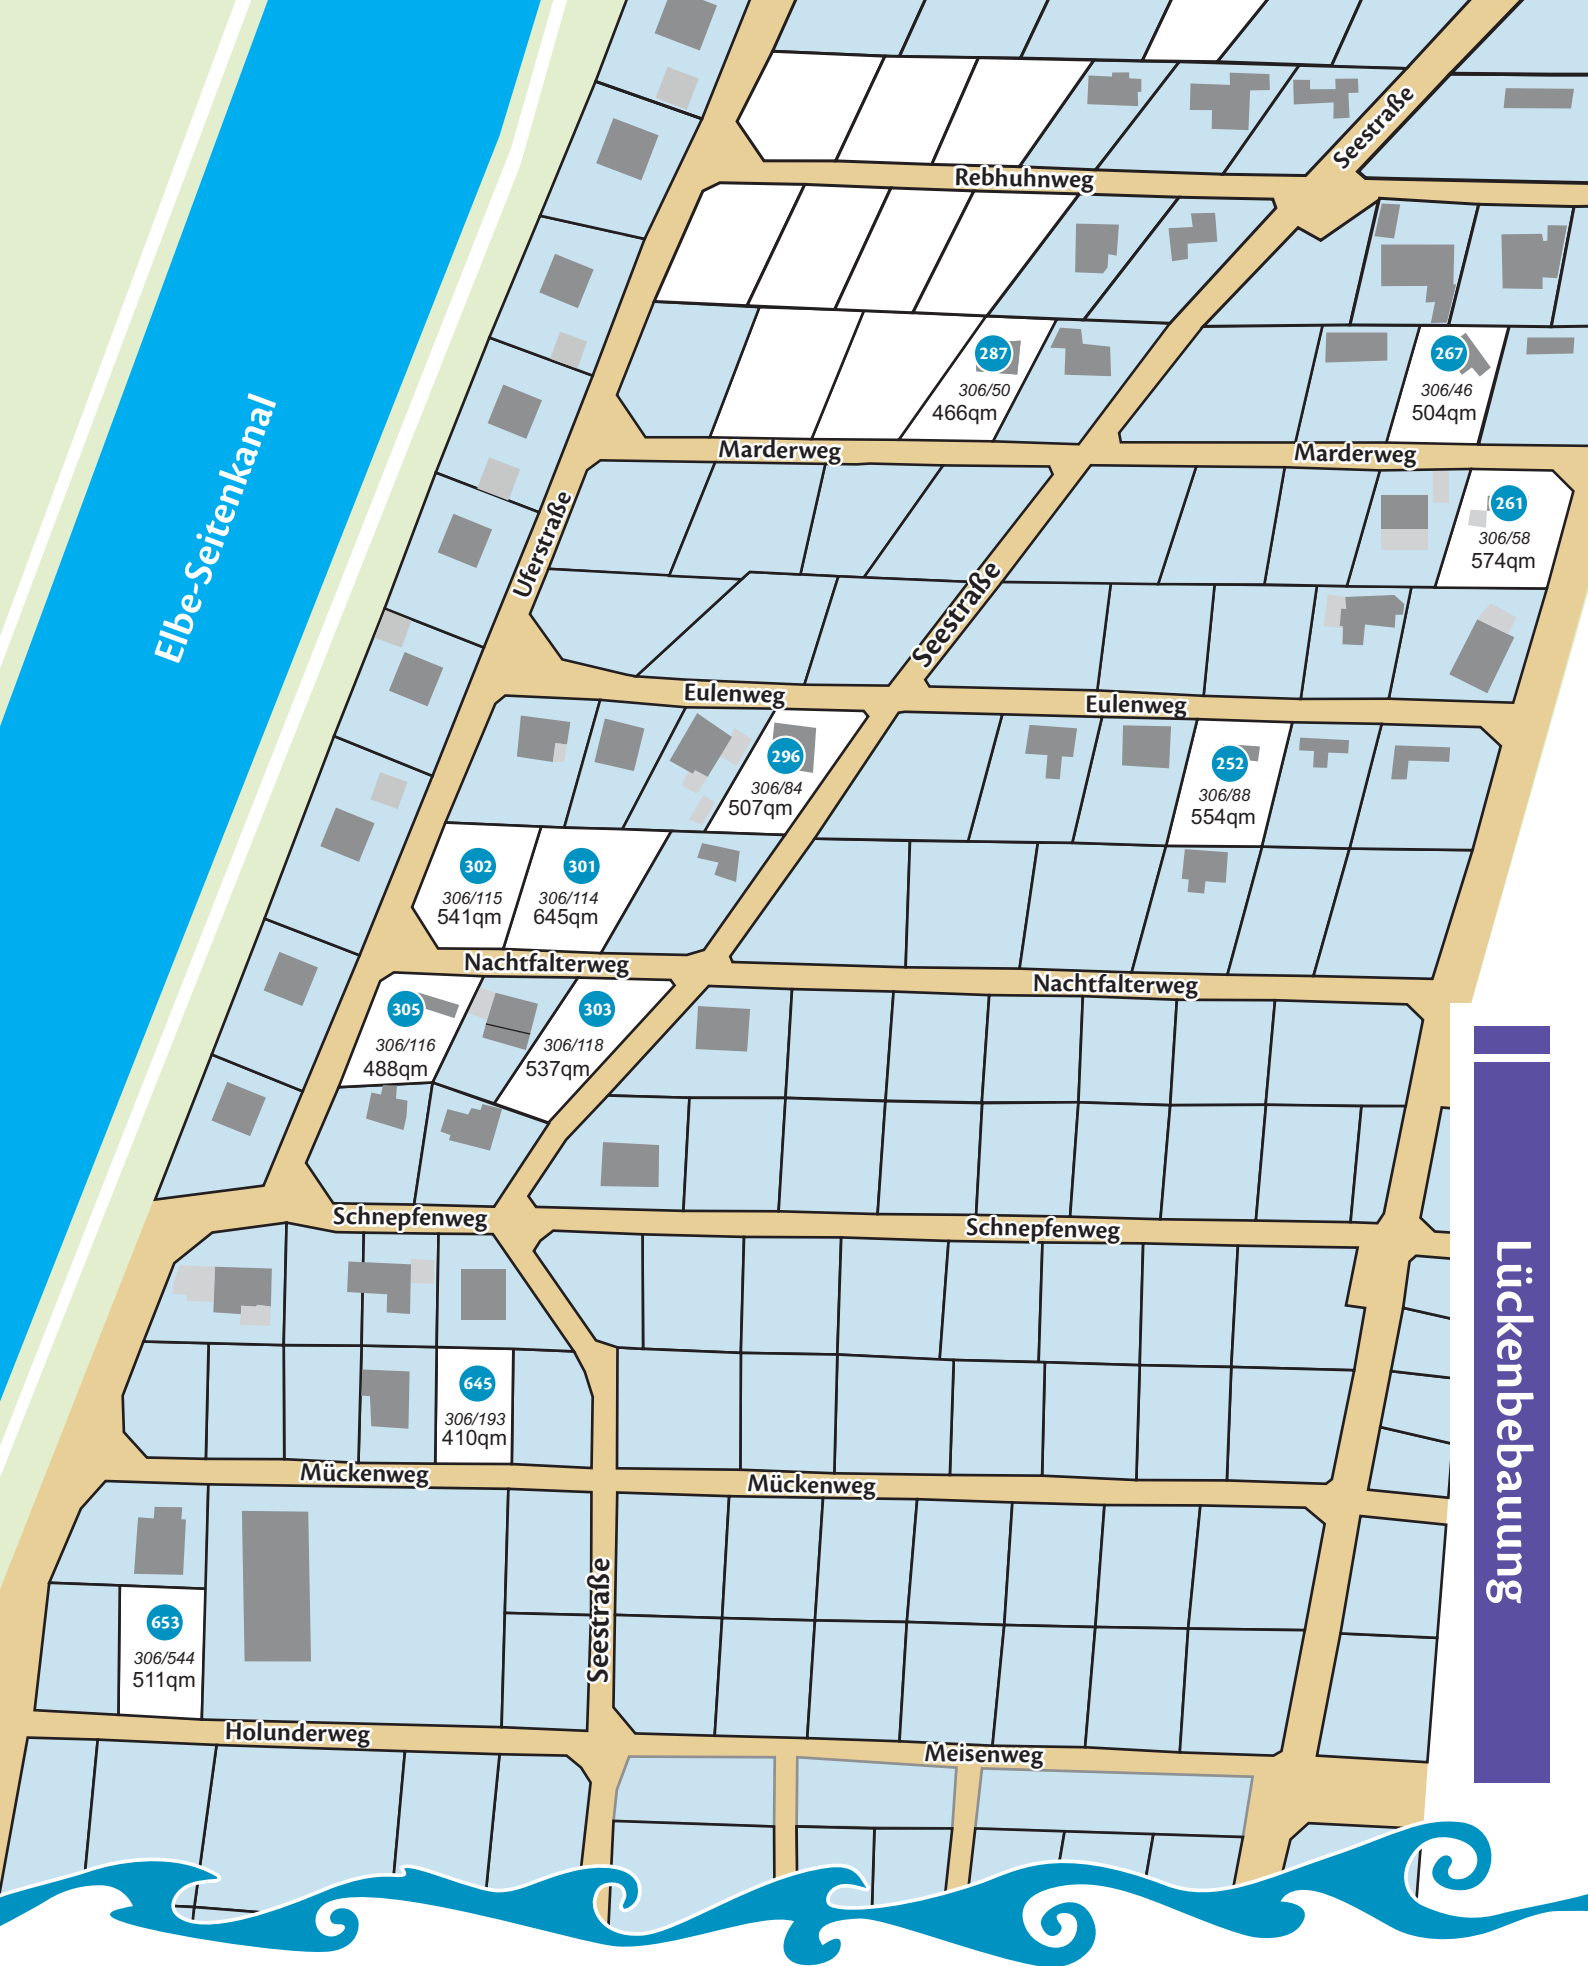 Seestraße
Rebhuhnweg
287
306/50
466qm
267
306/46
504qm
Marderweg
Marderweg
Elbe-Seitenkanal
Uferstraße
261
306/58
574qm
Seestraße
Eulenweg
Eulenweg
296
306/84
507qm
252
306/88
554qm
302
306/115
541qm
301
306/114
645qm
Nachtfalterweg
Nachtfalterweg
305
306/116
488qm
303
306/118
537qm
Schnepfenweg
Schnepfenweg
Lückenbebauung
645
306/193
410qm
Mückenweg
Mückenweg
Seestraße
653
306/544
511qm
Holunderweg
Meisenweg